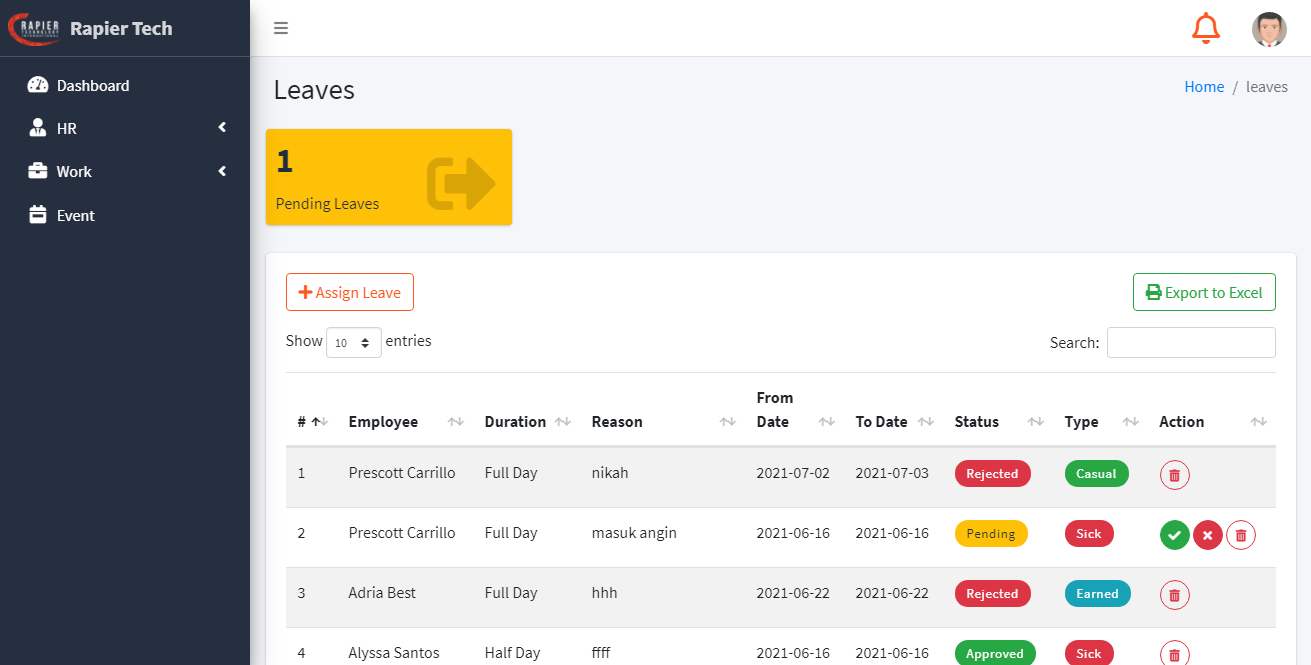 RAPIER
Rapier Tech
Dashboard
HR
Work
Event
Leaves
Home / leaves
1
Pending Leaves
Assign Leave
Export to Excel
Show 10 entries
Search:
# Employee Duration Reason From Date To Date Status Type Action
1 Prescott Carrillo Full Day nikah 2021-07-02 2021-07-03 Rejected Casual
2 Prescott Carrillo Full Day masuk angin 2021-06-16 2021-06-16 Pending Sick
3 Adria Best Full Day hhh 2021-06-22 2021-06-22 Rejected Earned
4 Alyssa Santos Half Day ffff 2021-06-16 2021-06-16 Approved Sick